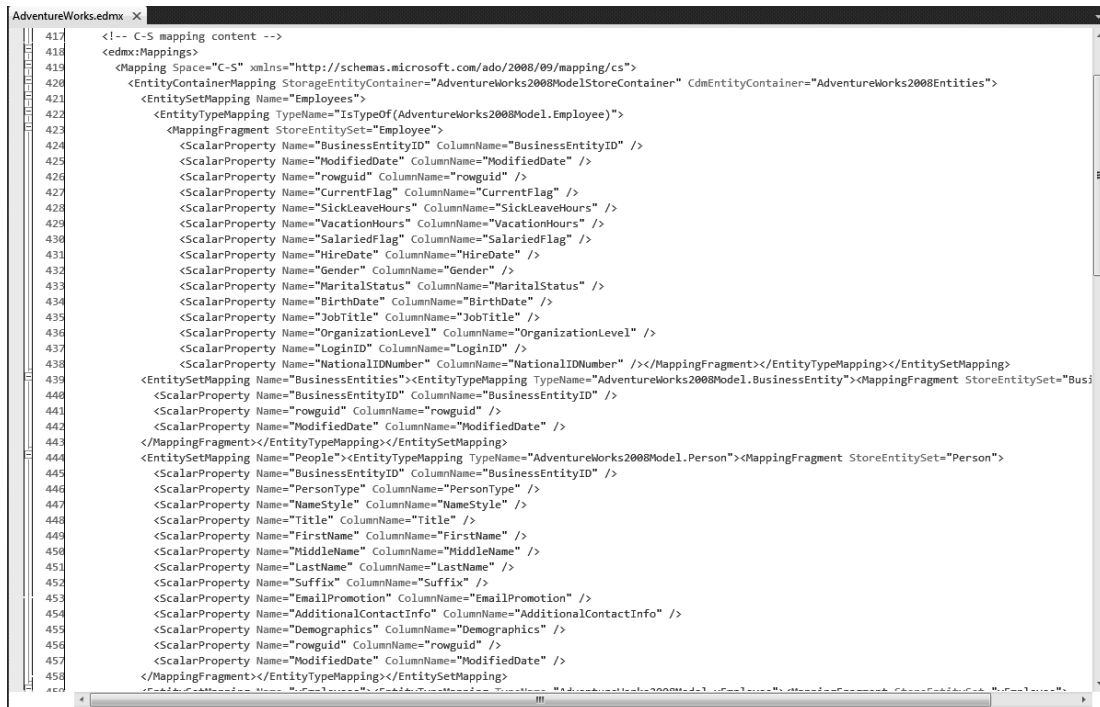 AdventureWorks.edmx X
417 <!-- C-S mapping content -->
418 <edmx:Mappings>
419 <Mapping Space="C-S" xmlns="http://schemas.microsoft.com/ado/2008/09/mapping/cs">
420 <EntityContainerMapping StorageEntityContainer="AdventureWorks2008ModelStoreContainer" CdmEntityContainer="AdventureWorks2008Entities">
421 <EntitySetMapping Name="Employees">
422 <EntityTypeMapping TypeName="IsTypeOf(AdventureWorks2008Model.Employee)">
423 <MappingFragment StoreEntitySet="Employee">
424 <ScalarProperty Name="BusinessEntityID" ColumnName="BusinessEntityID" />
425 <ScalarProperty Name="ModifiedDate" ColumnName="ModifiedDate" />
426 <ScalarProperty Name="rowguid" ColumnName="rowguid" />
427 <ScalarProperty Name="CurrentFlag" ColumnName="CurrentFlag" />
428 <ScalarProperty Name="SickLeaveHours" ColumnName="SickLeaveHours" />
429 <ScalarProperty Name="VacationHours" ColumnName="VacationHours" />
430 <ScalarProperty Name="SalariedFlag" ColumnName="SalariedFlag" />
431 <ScalarProperty Name="HireDate" ColumnName="HireDate" />
432 <ScalarProperty Name="Gender" ColumnName="Gender" />
433 <ScalarProperty Name="MaritalStatus" ColumnName="MaritalStatus" />
434 <ScalarProperty Name="BirthDate" ColumnName="BirthDate" />
435 <ScalarProperty Name="JobTitle" ColumnName="JobTitle" />
436 <ScalarProperty Name="OrganizationLevel" ColumnName="OrganizationLevel" />
437 <ScalarProperty Name="LoginID" ColumnName="LoginID" />
438 <ScalarProperty Name="NationalIDNumber" ColumnName="NationalIDNumber" /></MappingFragment></EntityTypeMapping></EntitySetMapping>
439 <EntitySetMapping Name="BusinessEntities"><EntityTypeMapping TypeName="AdventureWorks2008Model.BusinessEntity"><MappingFragment StoreEntitySet="Busi
440 <ScalarProperty Name="BusinessEntityID" ColumnName="BusinessEntityID" />
441 <ScalarProperty Name="rowguid" ColumnName="rowguid" />
442 <ScalarProperty Name="ModifiedDate" ColumnName="ModifiedDate" />
443 </MappingFragment></EntityTypeMapping></EntitySetMapping>
444 <EntitySetMapping Name="People"><EntityTypeMapping TypeName="AdventureWorks2008Model.Person"><MappingFragment StoreEntitySet="Person">
445 <ScalarProperty Name="BusinessEntityID" ColumnName="BusinessEntityID" />
446 <ScalarProperty Name="PersonType" ColumnName="PersonType" />
447 <ScalarProperty Name="NameStyle" ColumnName="NameStyle" />
448 <ScalarProperty Name="Title" ColumnName="Title" />
449 <ScalarProperty Name="FirstName" ColumnName="FirstName" />
450 <ScalarProperty Name="MiddleName" ColumnName="MiddleName" />
451 <ScalarProperty Name="LastName" ColumnName="LastName" />
452 <ScalarProperty Name="Suffix" ColumnName="Suffix" />
453 <ScalarProperty Name="EmailPromotion" ColumnName="EmailPromotion" />
454 <ScalarProperty Name="AdditionalContactInfo" ColumnName="AdditionalContactInfo" />
455 <ScalarProperty Name="Demographics" ColumnName="Demographics" />
456 <ScalarProperty Name="rowguid" ColumnName="rowguid" />
457 <ScalarProperty Name="ModifiedDate" ColumnName="ModifiedDate" />
458 </MappingFragment></EntityTypeMapping></EntitySetMapping>